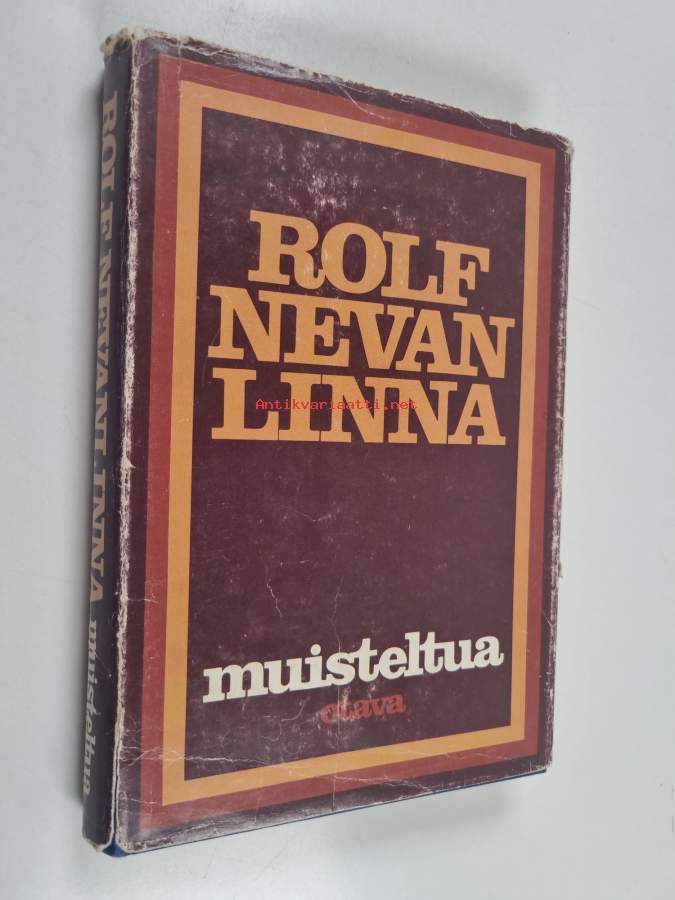 ROLF
NEVAN
LINNA
Antikvariaatti.net
muisteltua
otava
ROLF NEVANLINNA muisteltua